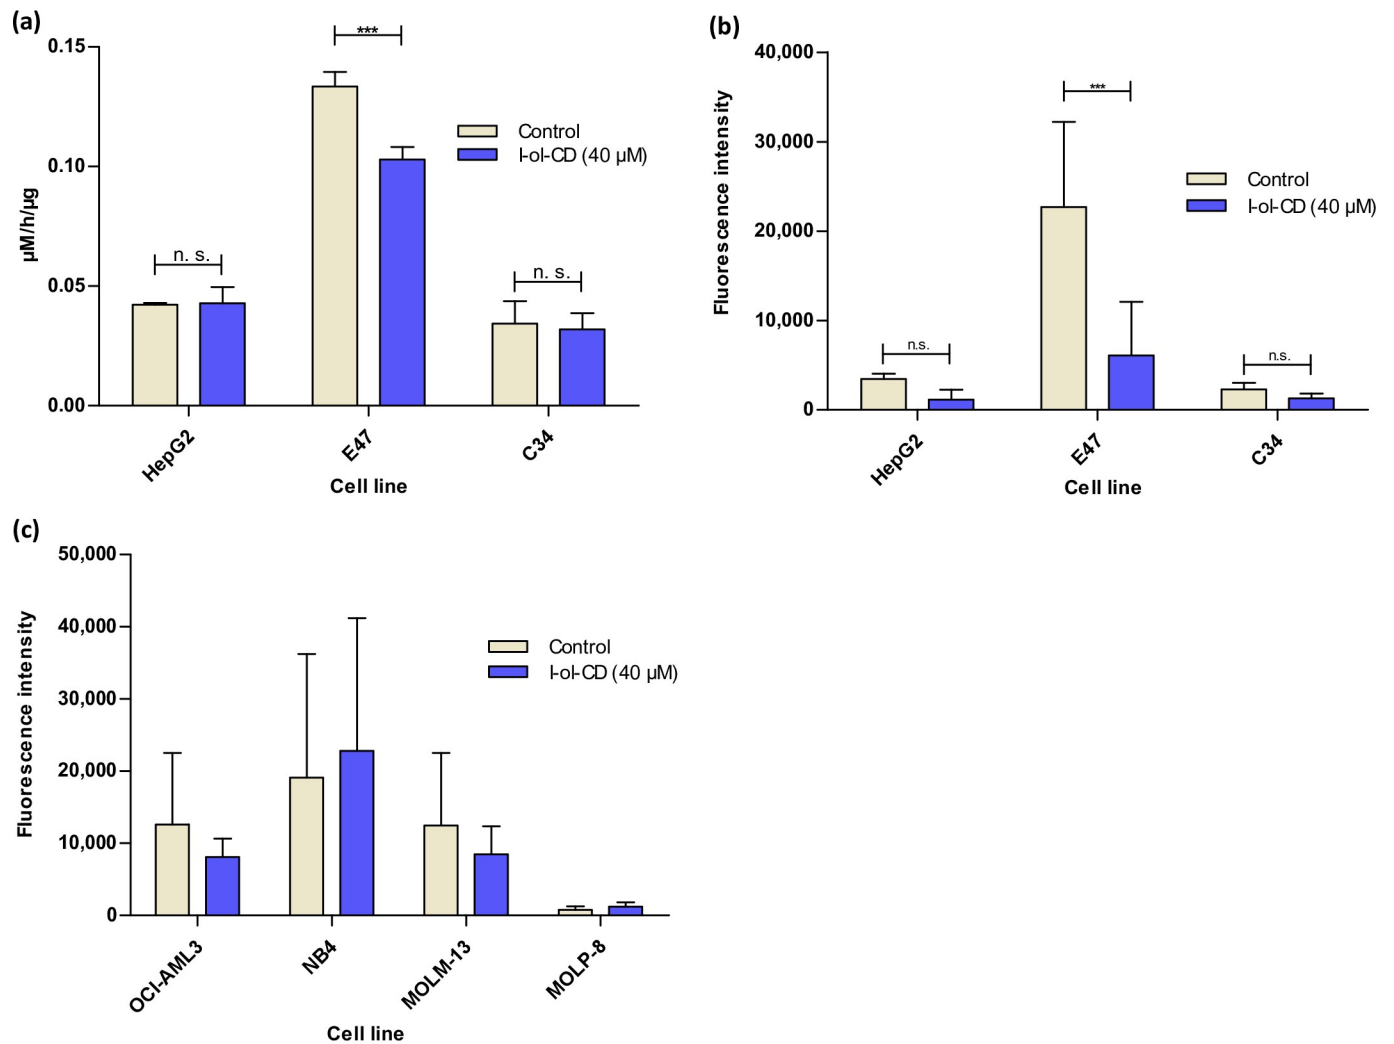 (a)
0.15
0.10
0.05
0.00
µM/h/µg
***
n. s.
n. s.
Control
I-ol-CD (40 µM)
HepG2
E47
C34
Cell line
(b)
40,000
30,000
20,000
10,000
0
Fluorescence intensity
***
n.s.
n.s.
Control
I-ol-CD (40 µM)
HepG2
E47
C34
Cell line
(c)
50,000
40,000
30,000
20,000
10,000
0
Fluorescence intensity
Control
I-ol-CD (40 µM)
OCI-AML3
NB4
MOLM-13
MOLP-8
Cell line